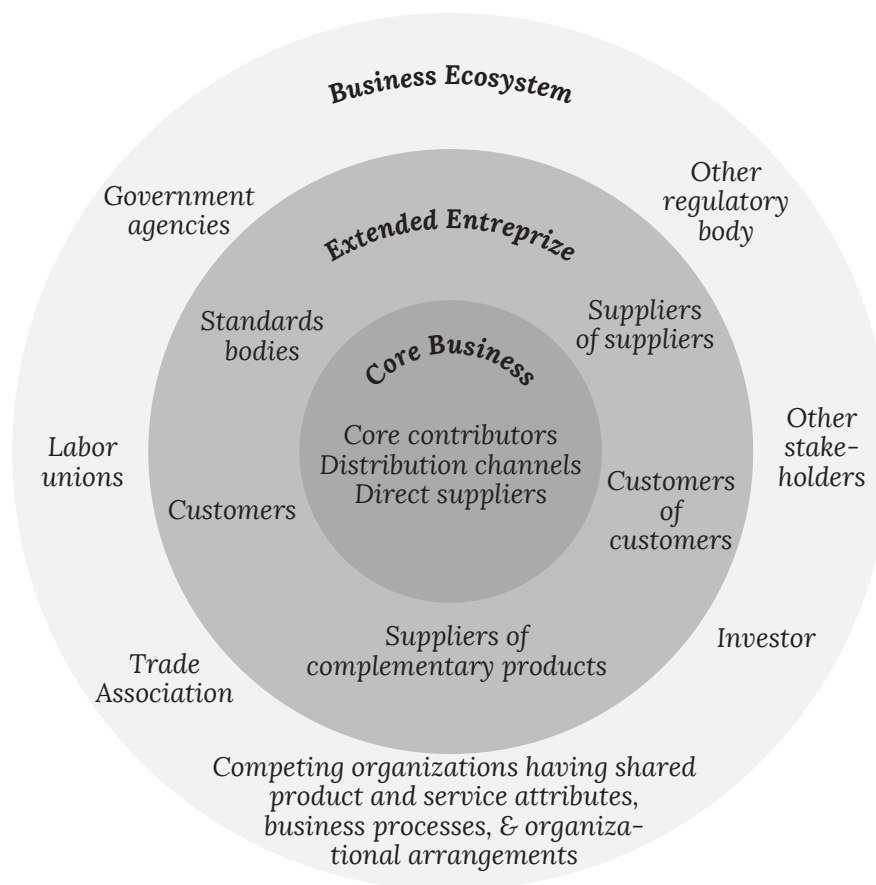 Business Ecosystem
Government
agencies
Other
regulatory
body
Extended Entreprize
Standards
bodies
Suppliers
of suppliers
Core Business
Core contributors
Distribution channels
Direct suppliers
Labor
unions
Other
stake-
holders
Customers
Customers
of
customers
Suppliers of
complementary products
Investor
Trade
Association
Competing organizations having shared
product and service attributes,
business processes, & organiza-
tional arrangements